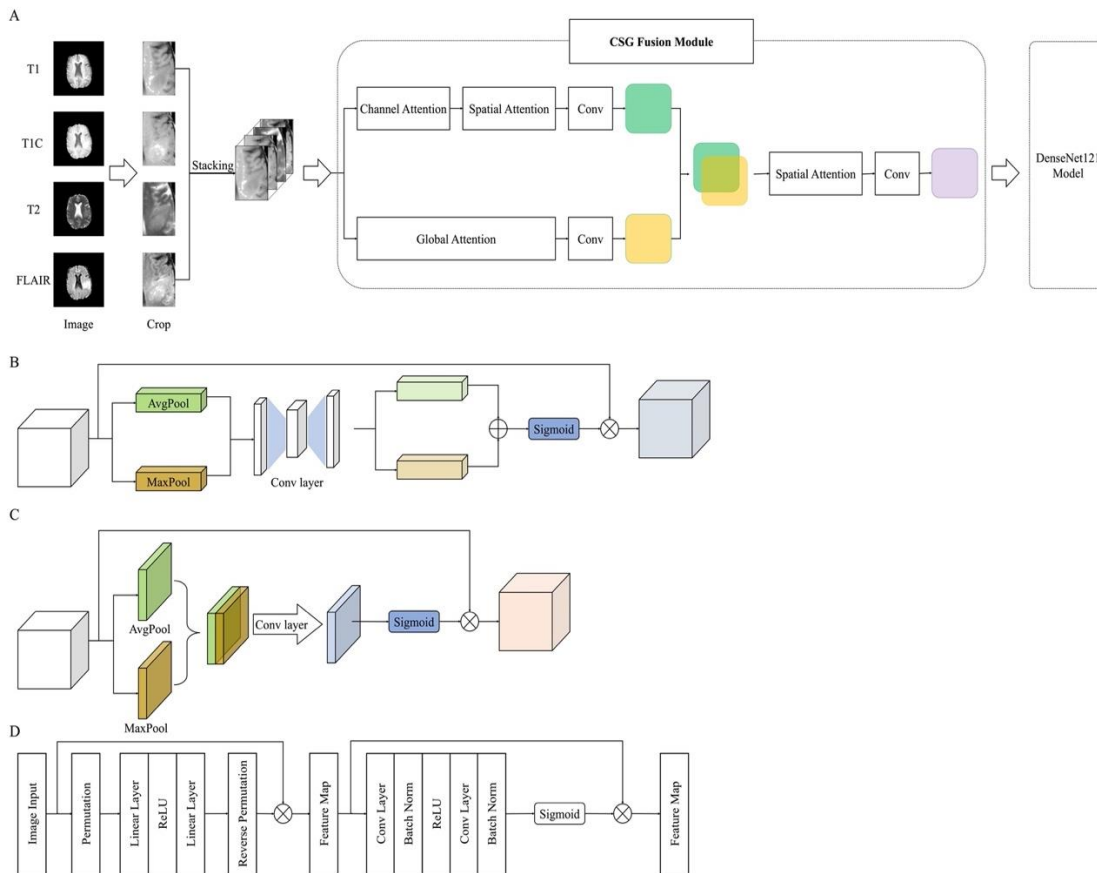 A
CSG Fusion Module
T1
T1C
T2
FLAIR
Image
Crop
Stacking
Channel Attention
Spatial Attention
Conv
Global Attention
Conv
Spatial Attention
Conv
DenseNet121
Model
B
AvgPool
MaxPool
Conv layer
Sigmoid
C
AvgPool
MaxPool
Conv layer
Sigmoid
D
Image Input
Permutation
Linear Layer
ReLU
Linear Layer
Reverse Permutation
Feature Map
Conv Layer
Batch Norm
ReLU
Conv Layer
Batch Norm
Sigmoid
Feature Map